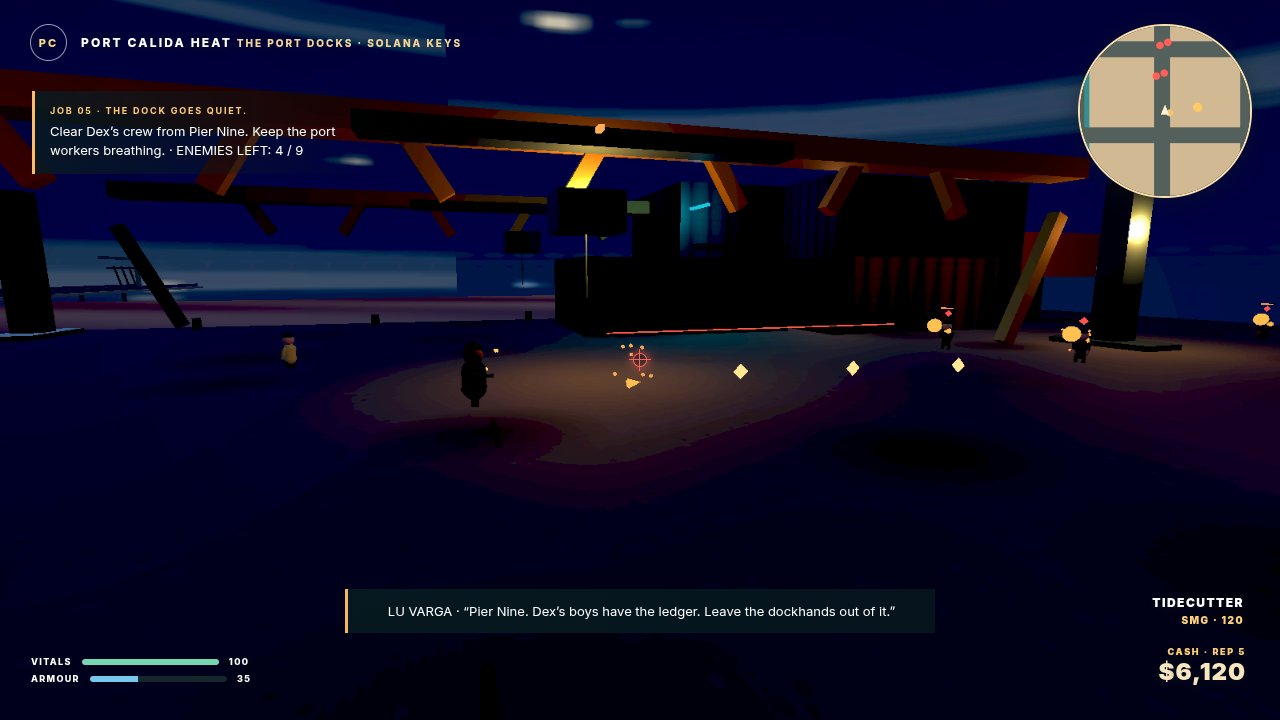 PC
PORT CALIDA HEAT THE PORT DOCKS · SOLANA KEYS
JOB 05 · THE DOCK GOES QUIET.
Clear Dex’s crew from Pier Nine. Keep the port
workers breathing. · ENEMIES LEFT: 4 / 9
LU VARGA · “Pier Nine. Dex’s boys have the ledger. Leave the dockhands out of it.”
TIDECUTTER
SMG · 120
CASH · REP 5
$6,120
VITALS 100
ARMOUR 35